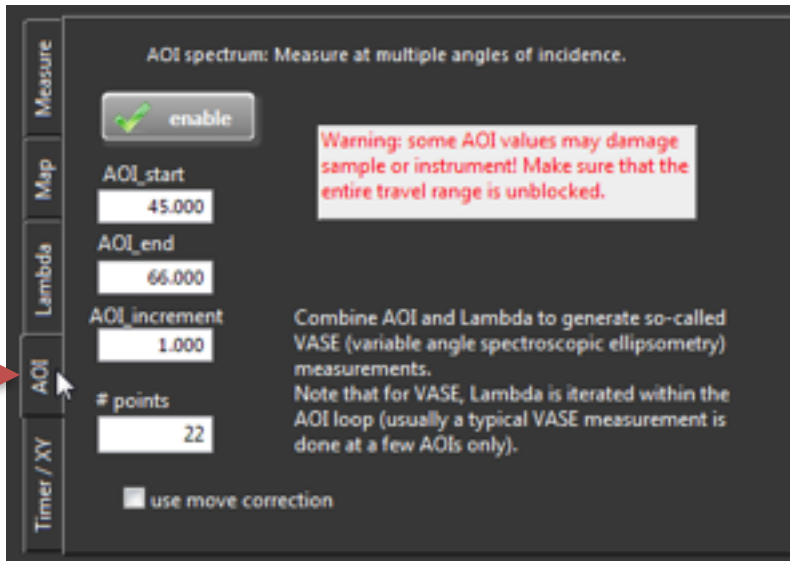 Measure
Map
Lambda
AOI
Timer / XY
AOI spectrum: Measure at multiple angles of incidence.
enable
Warning: some AOI values may damage
sample or instrument! Make sure that the
entire travel range is unblocked.
AOI_start
45.000
AOI_end
66.000
AOI_increment
1.000
# points
22
Combine AOI and Lambda to generate so-called
VASE (variable angle spectroscopic ellipsometry)
measurements.
Note that for VASE, Lambda is iterated within the
AOI loop (usually a typical VASE measurement is
done at a few AOIs only).
use move correction